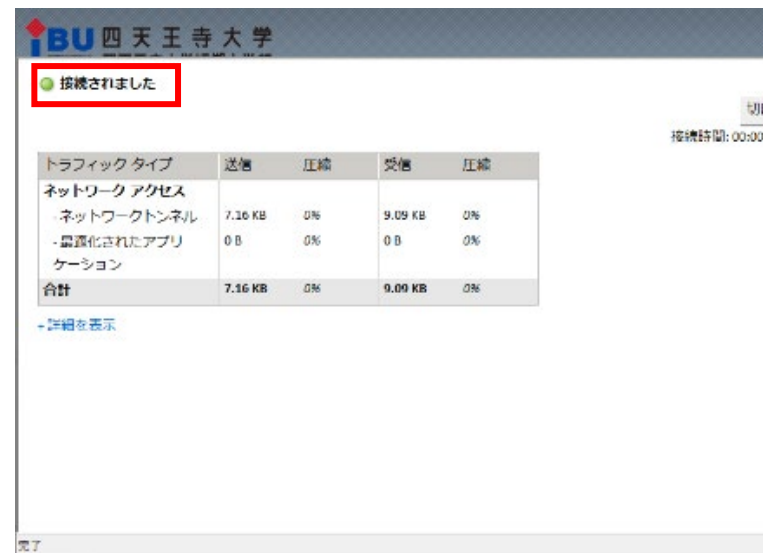 iBU 四天王寺大学
接続されました
接続時間: 00:00
トラフィック タイプ 送信 圧縮 受信 圧縮
ネットワーク アクセス
- ネットワークトンネル 7.16 KB 0% 9.09 KB 0%
- 最適化されたアプリ 0 B 0% 0 B 0%
ケーション
合計 7.16 KB 0% 9.09 KB 0%
+ 詳細を表示
完了